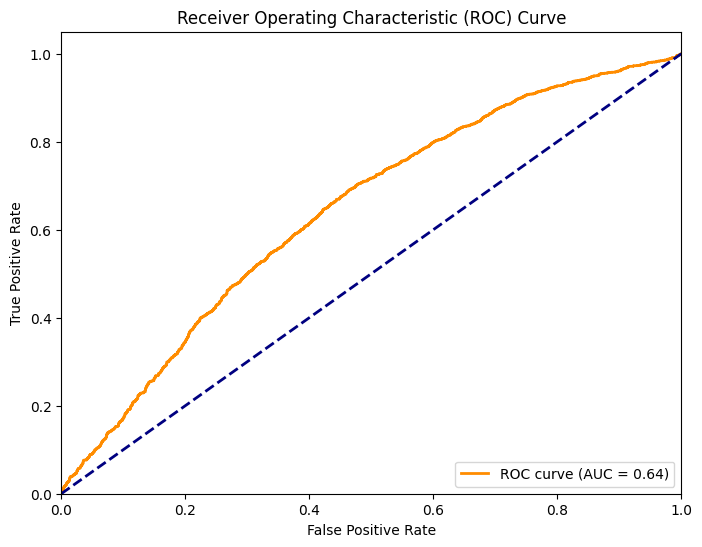 Receiver Operating Characteristic (ROC) Curve
True Positive Rate
1.0
0.8
0.6
0.4
0.2
0.0
0.0 0.2 0.4 0.6 0.8 1.0
False Positive Rate
ROC curve (AUC = 0.64)